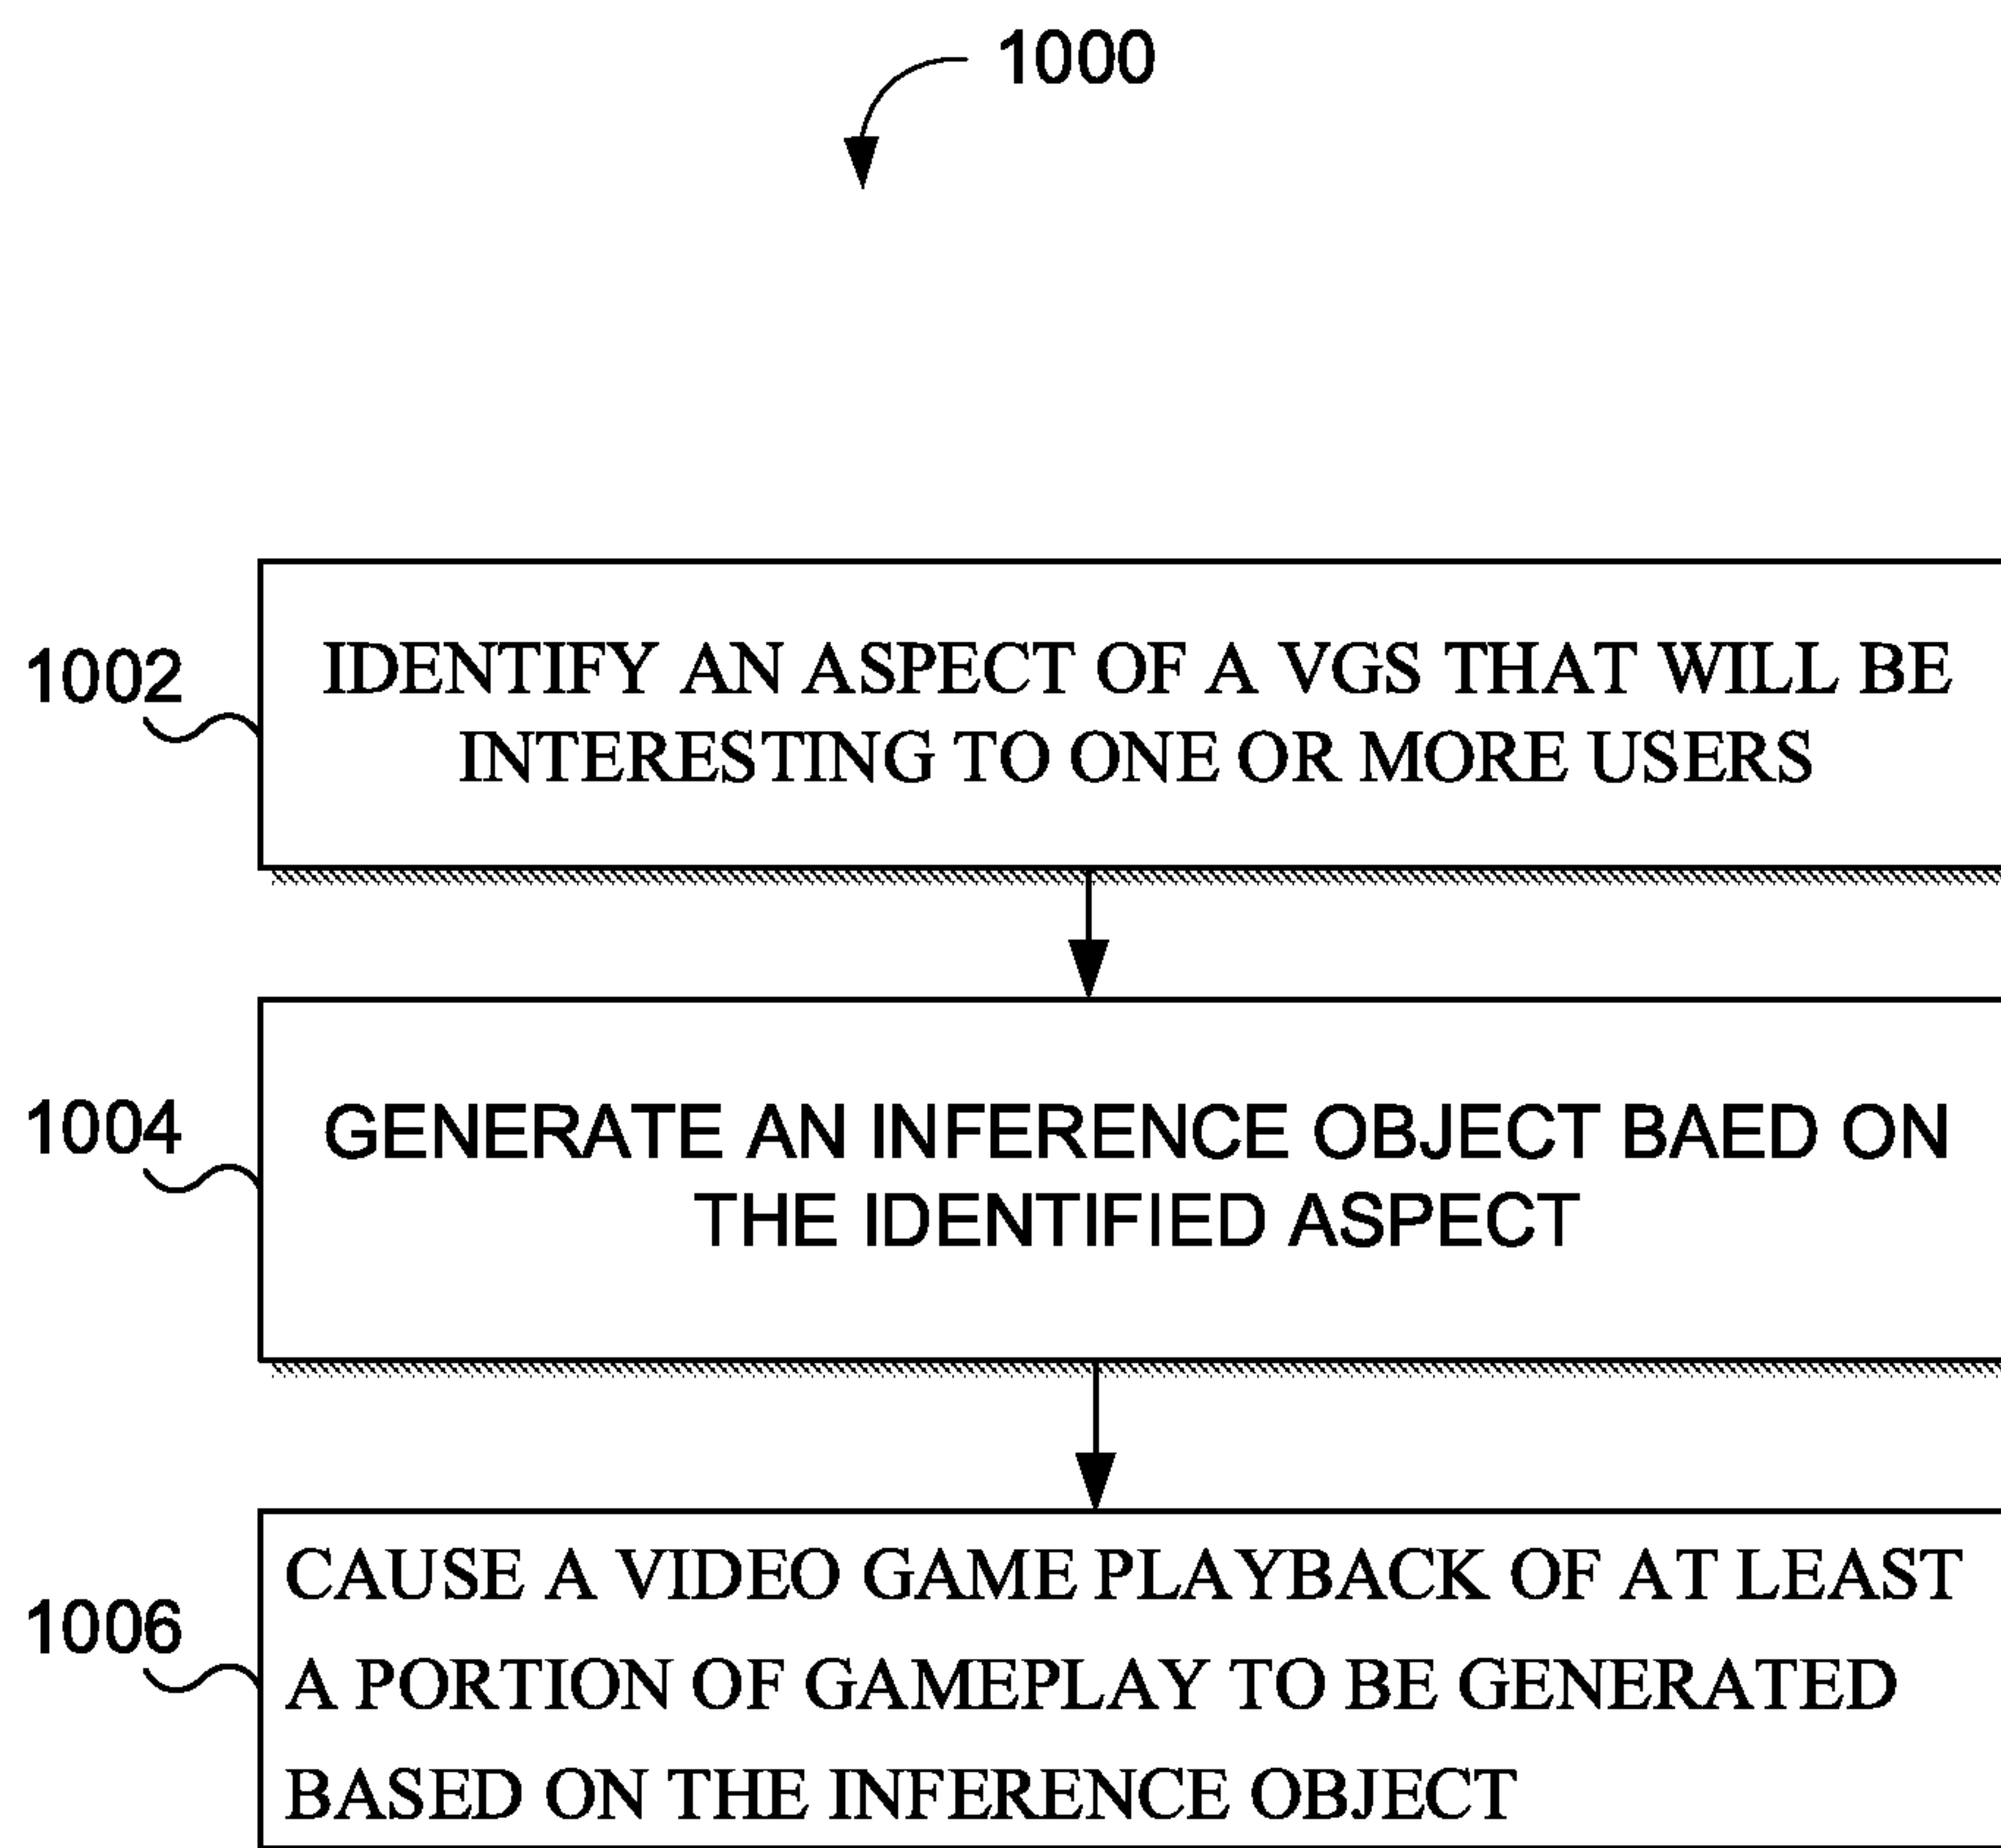 1000
1002
IDENTIFY AN ASPECT OF A VGS THAT WILL BE
INTERESTING TO ONE OR MORE USERS
1004
GENERATE AN INFERENCE OBJECT BAED ON
THE IDENTIFIED ASPECT
1006
CAUSE A VIDEO GAME PLAYBACK OF AT LEAST
A PORTION OF GAMEPLAY TO BE GENERATED
BASED ON THE INFERENCE OBJECT